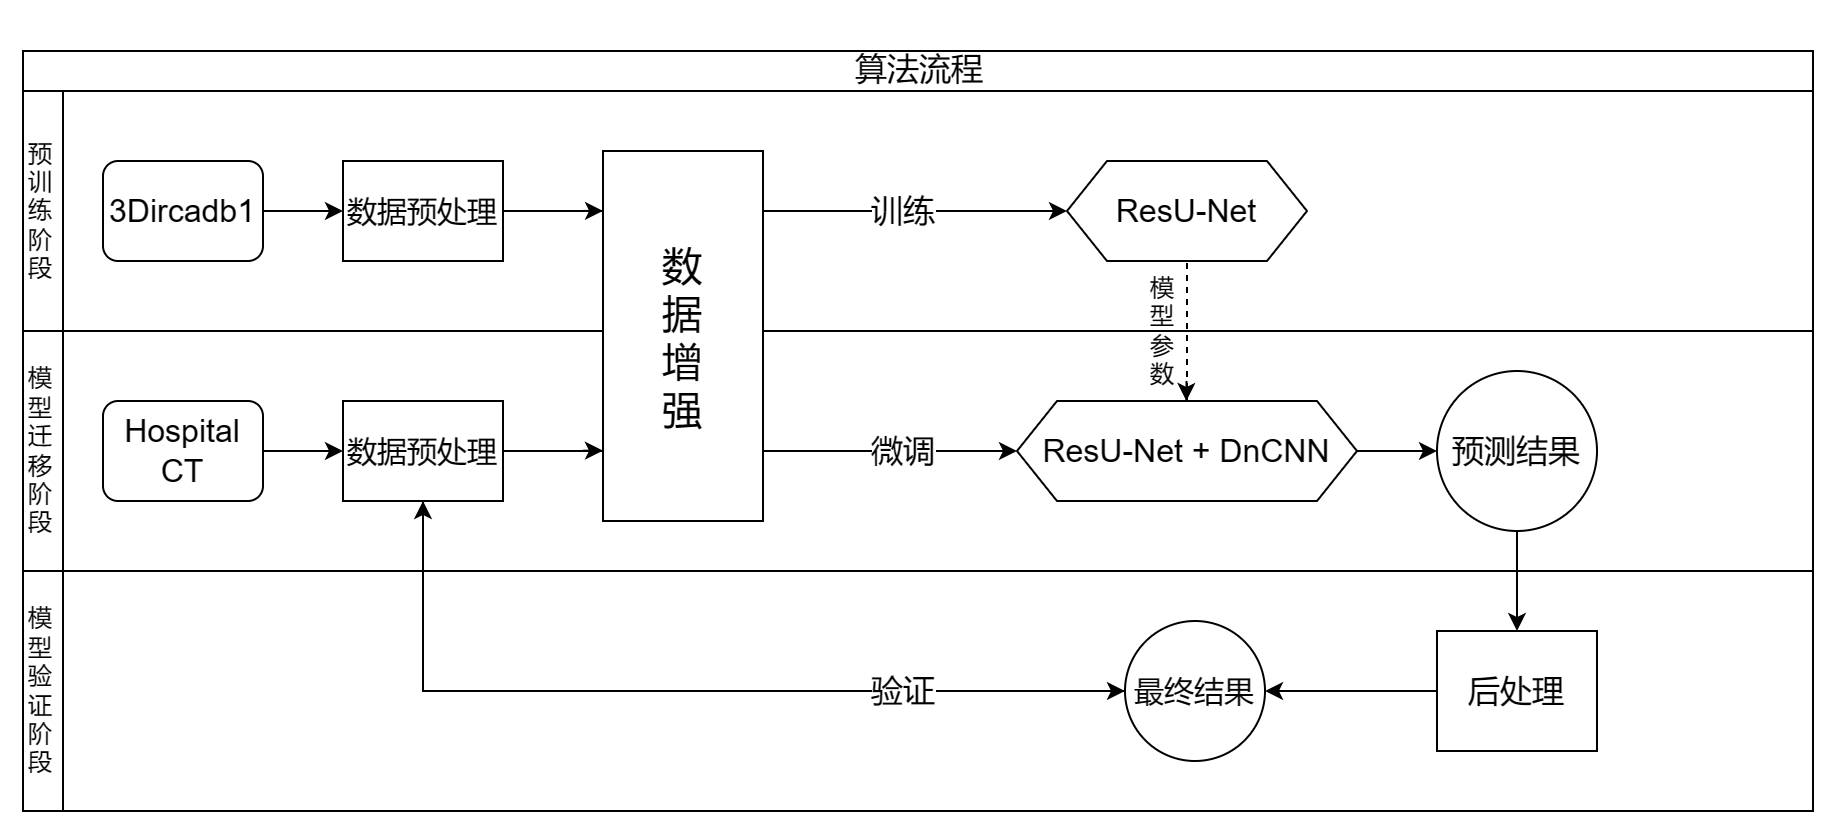 算法流程
预训练阶段
3Dircadb1
数据预处理
数据增强
训练
ResU-Net
模型参数
模型迁移阶段
Hospital
CT
数据预处理
微调
ResU-Net + DnCNN
预测结果
模型验证阶段
验证
最终结果
后处理